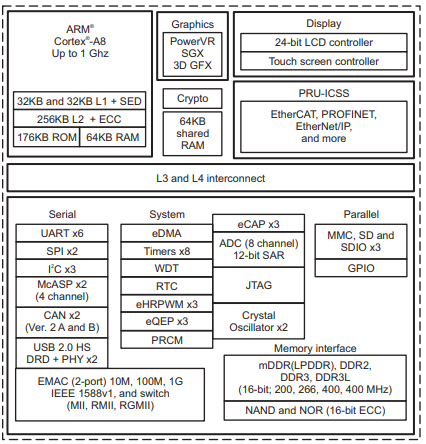 ARM®
Cortex®-A8
Up to 1 Ghz
32KB and 32KB L1 + SED
256KB L2 + ECC
176KB ROM
64KB RAM
Graphics
PowerVR
SGX
3D GFX
Crypto
64KB
shared
RAM
Display
24-bit LCD controller
Touch screen controller
PRU-ICSS
EtherCAT, PROFINET,
EtherNet/IP,
and more
L3 and L4 interconnect
Serial
UART x6
SPI x2
I²C x3
McASP x2
(4 channel)
CAN x2
(Ver. 2 A and B)
USB 2.0 HS
DRD + PHY x2
EMAC (2-port) 10M, 100M, 1G
IEEE 1588v1, and switch
(MII, RMII, RGMII)
System
eDMA
Timers x8
WDT
RTC
eHRPWM x3
eQEP x3
PRCM
eCAP x3
ADC (8 channel)
12-bit SAR
JTAG
Crystal
Oscillator x2
Parallel
MMC, SD and
SDIO x3
GPIO
Memory interface
mDDR(LPDDR), DDR2,
DDR3, DDR3L
(16-bit; 200, 266, 400, 400 MHz)
NAND and NOR (16-bit ECC)